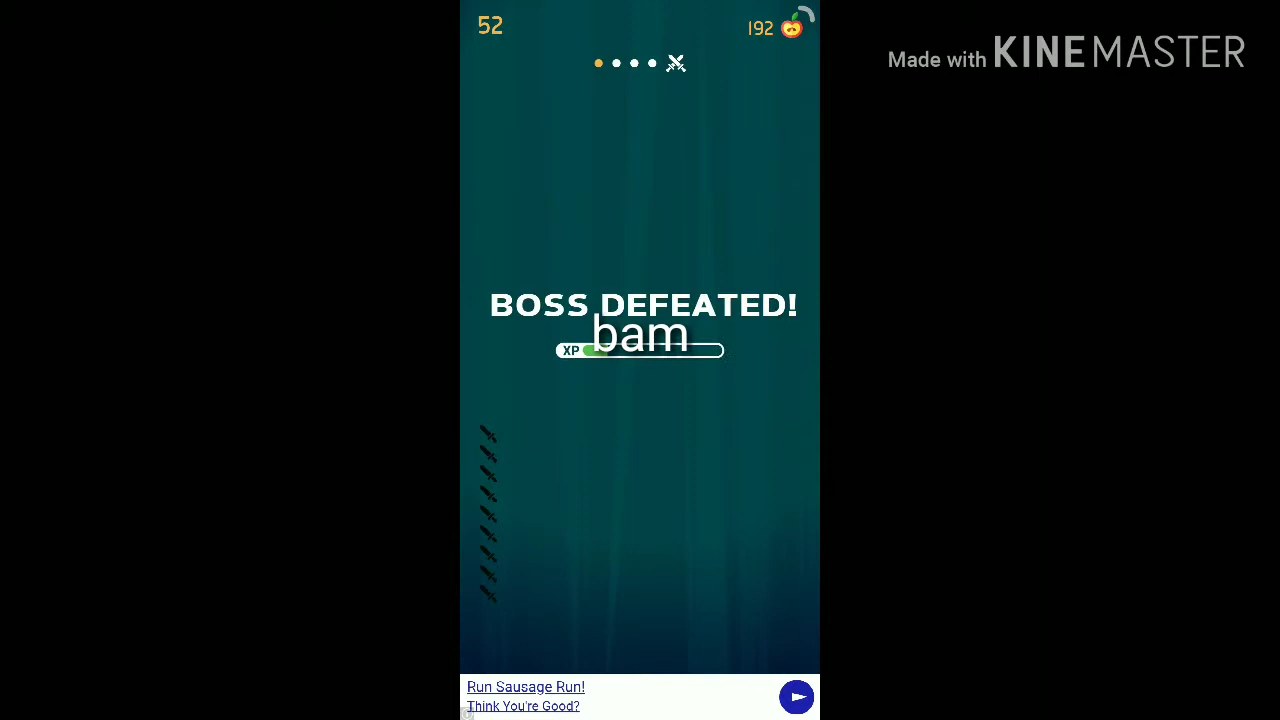 52
192
Made with KINEMASTER
BOSS DEFEATED!
bam
XP
Run Sausage Run!
Think You're Good?